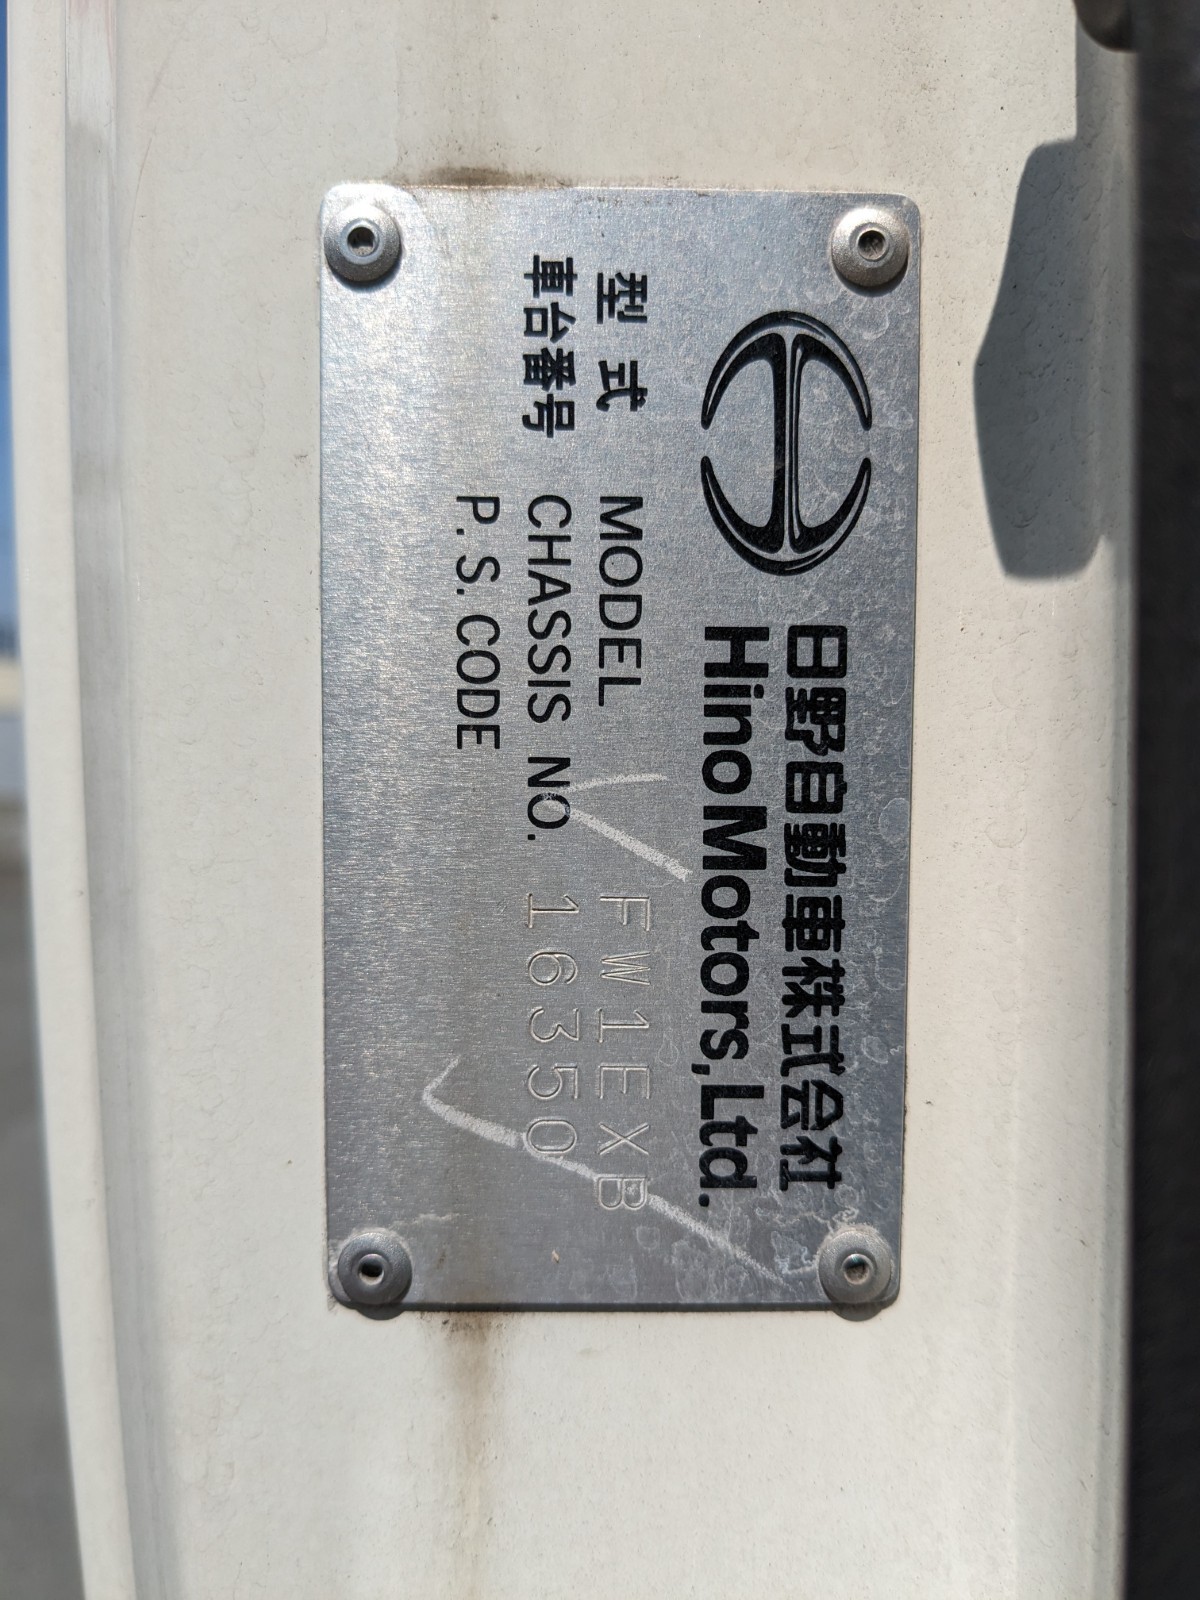 日野自動車株式会社
Hino Motors, Ltd.
型式 MODEL FW1EXB
車台番号 CHASSIS NO. 16350
P.S.CODE